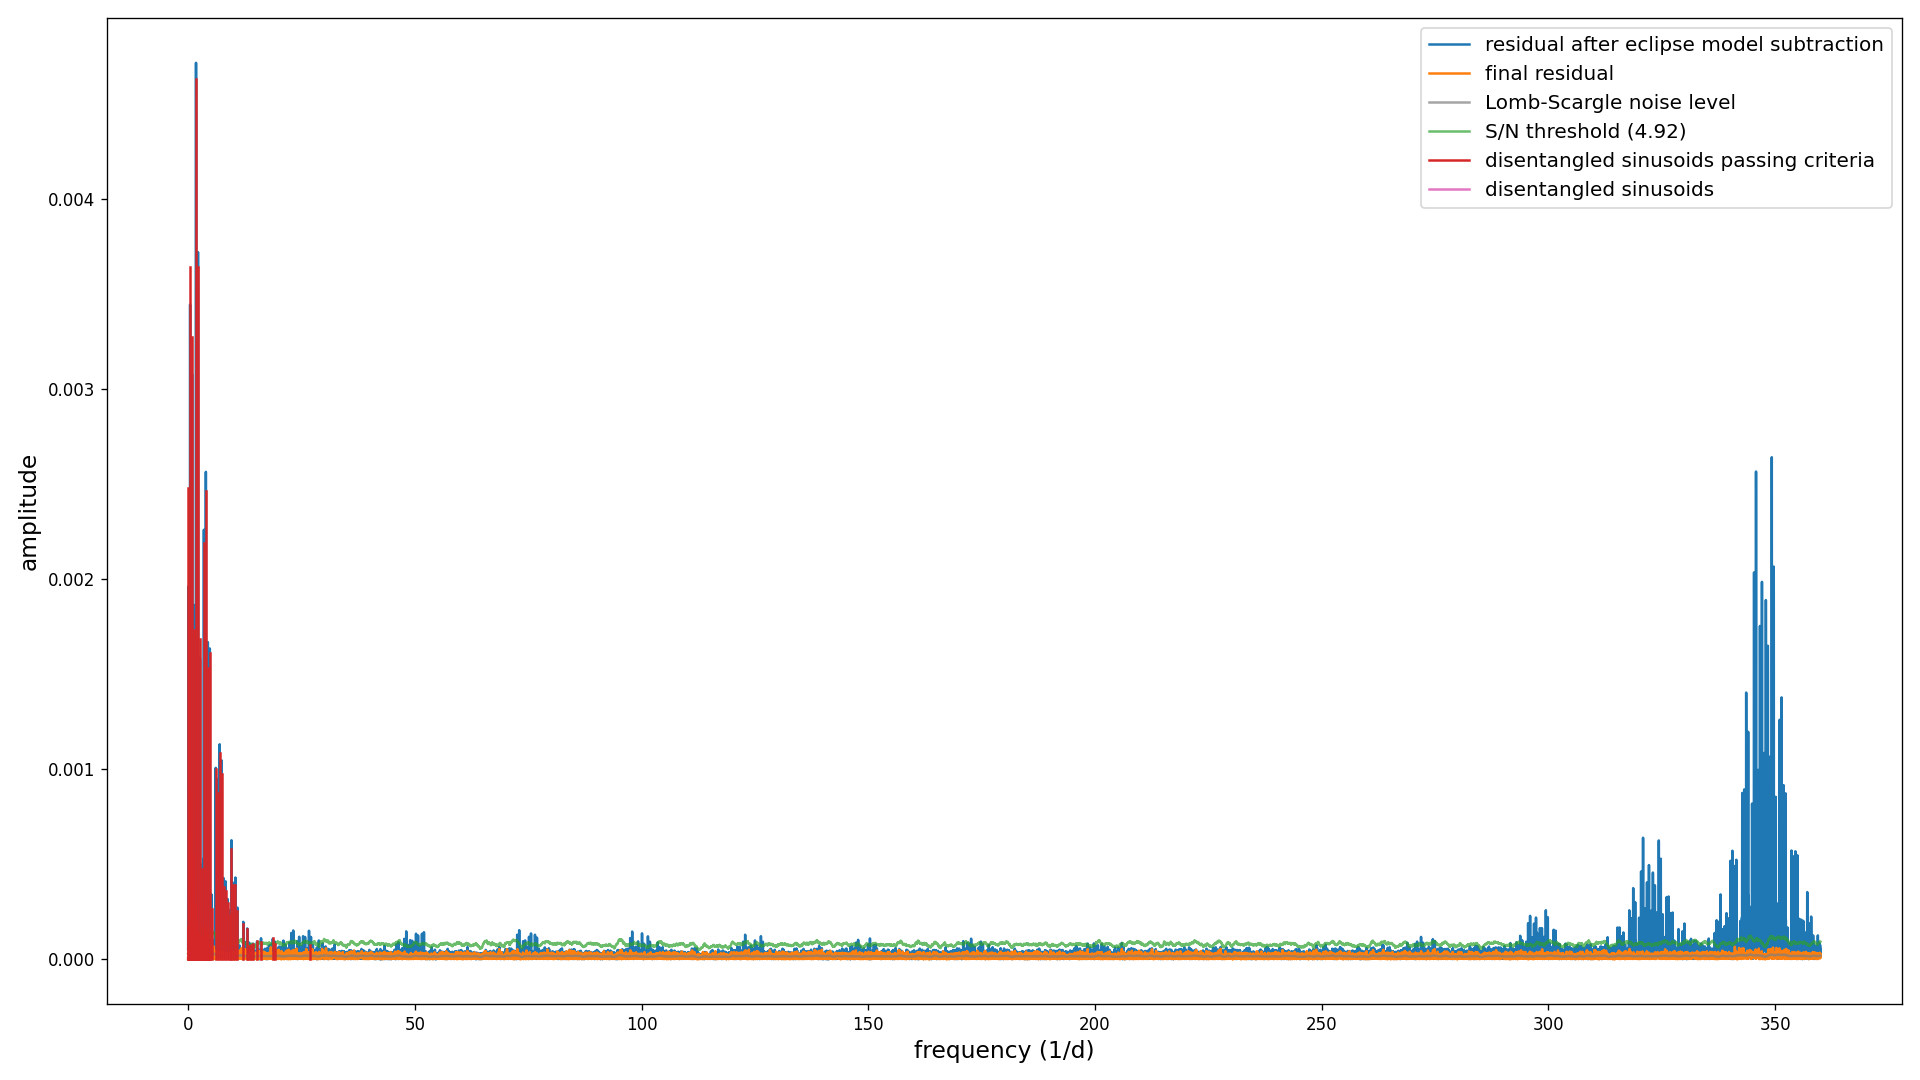 residual after eclipse model subtraction
final residual
Lomb-Scargle noise level
S/N threshold (4.92)
disentangled sinusoids passing criteria
disentangled sinusoids
0.004
0.003
0.002
0.001
0.000
amplitude
0 50 100 150 200 250 300 350
frequency (1/d)